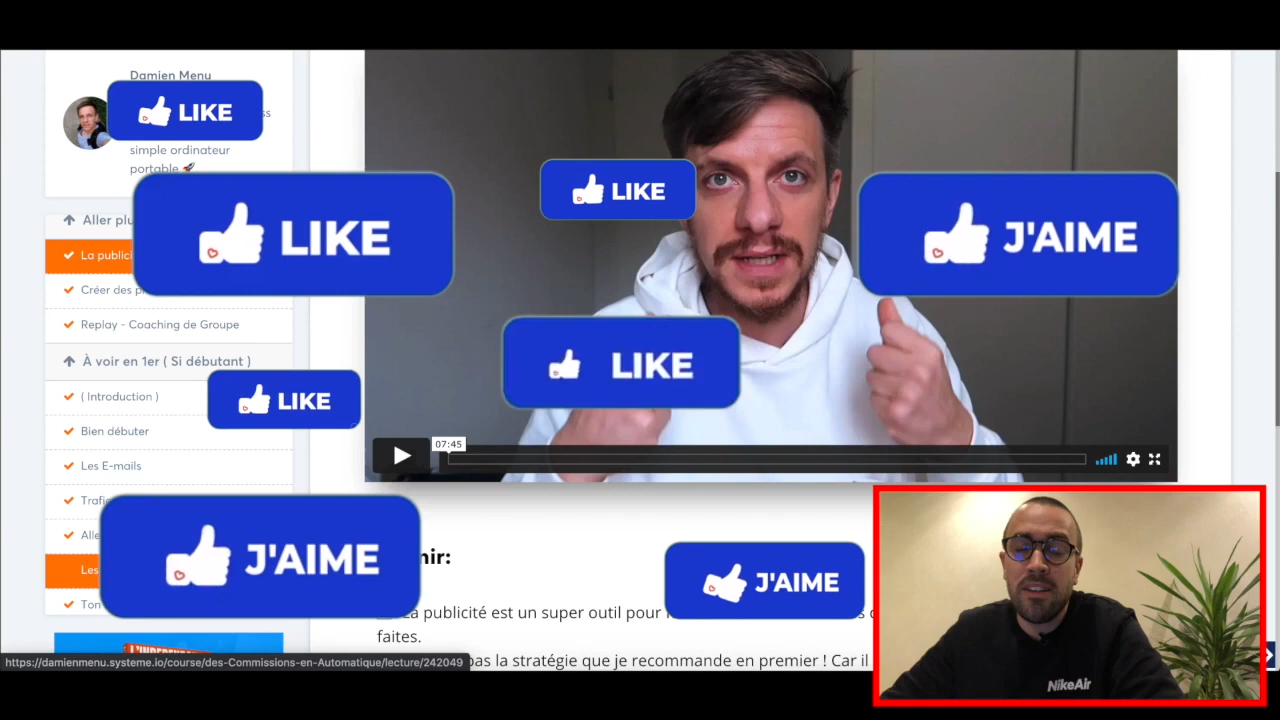 Damien Menu
LIKE
ss
simple ordinateur
portable 🚀
LIKE
LIKE
J'AIME
Aller plu
La publici
Créer des p
Replay - Coaching de Groupe
À voir en 1er ( Si débutant )
( Introduction )
Bien débuter
Les E-mails
Trafi
Alle
Les
Ton
LIKE
LIKE
07:45
J'AIME
J'AIME
nir:
La publicité est un super outil pour
faites.
pas la stratégie que je recommande en premier ! Car il
L'INDEPENDA
https://damienmenu.systeme.io/course/des-Commissions-en-Automatique/lecture/242049
NikeAir